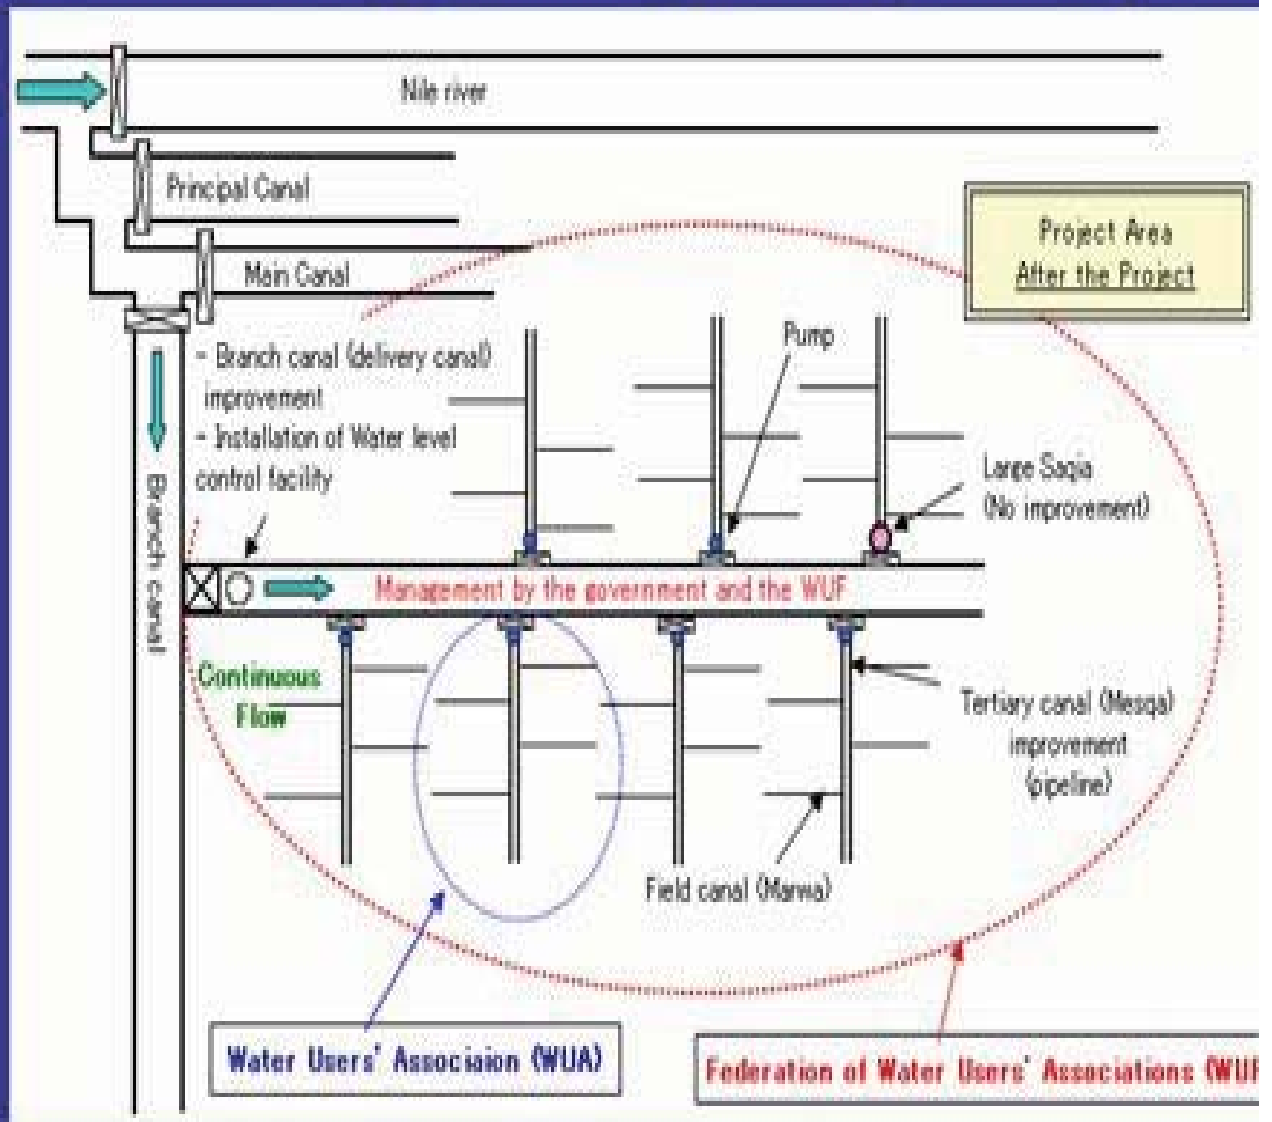 Nile river
Principal Canal
Main Canal
Project Area
After the Project
- Branch canal (delivery canal)
improvement
- Installation of Water level
control facility
Pump
Large Saqia
(No improvement)
Branch canal
Management by the government and the WUF
Continuous
Flow
Tertiary canal (Mesqa)
improvement
(pipeline)
Field canal (Marwa)
Water Users' Associaion (WUA)
Federation of Water Users' Associations (WUF